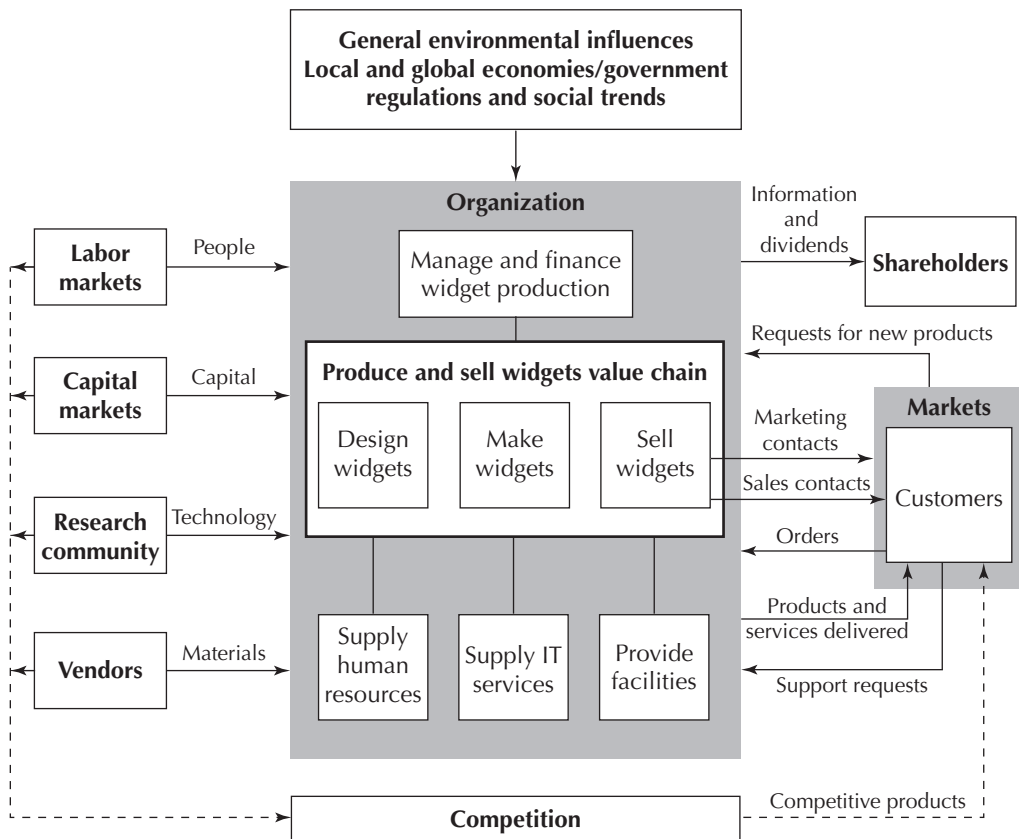 General environmental influences
Local and global economies/government
regulations and social trends
Organization
Manage and finance
widget production
Produce and sell widgets value chain
Design
widgets
Make
widgets
Sell
widgets
Supply
human
resources
Supply IT
services
Provide
facilities
Labor
markets
People
Capital
markets
Capital
Research
community
Technology
Vendors
Materials
Information
and
dividends
Shareholders
Requests for new products
Markets
Marketing
contacts
Sales contacts
Customers
Orders
Products and
services delivered
Support requests
Competition
Competitive products